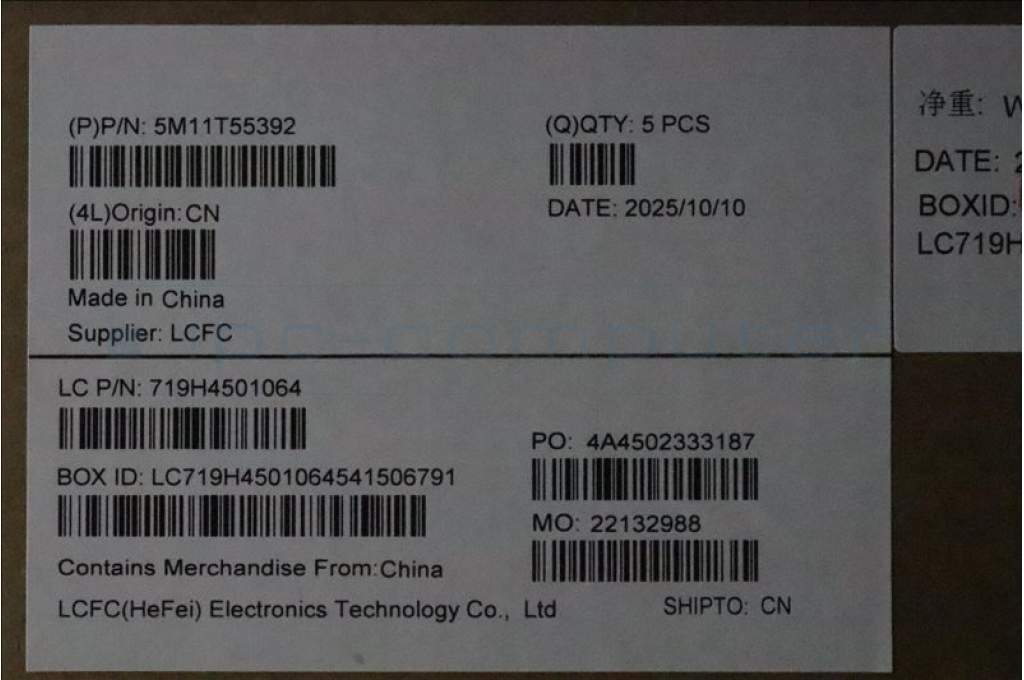 (P)P/N: 5M11T55392
(Q)QTY: 5 PCS
(4L)Origin:CN
DATE: 2025/10/10
Made in China
Supplier: LCFC
LC P/N: 719H4501064
PO: 4A4502333187
BOX ID: LC719H4501064541506791
MO: 22132988
Contains Merchandise From:China
LCFC(HeFei) Electronics Technology Co., Ltd
SHIPTO: CN
净重:
DATE:
BOXID:
LC719H